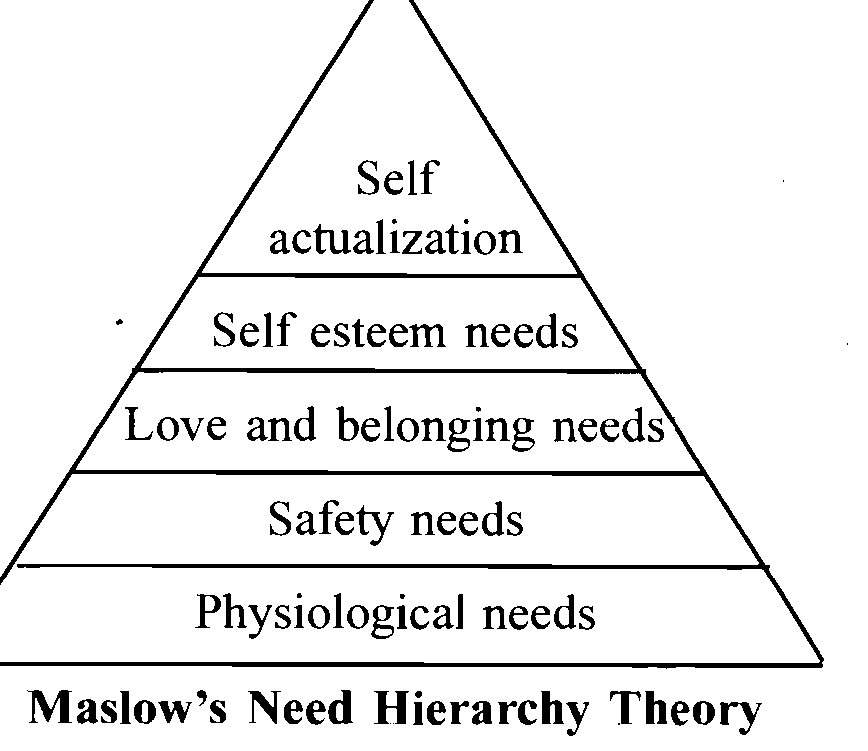 Self
actualization
Self esteem needs
Love and belonging needs
Safety needs
Physiological needs
Maslow's Need Hierarchy Theory